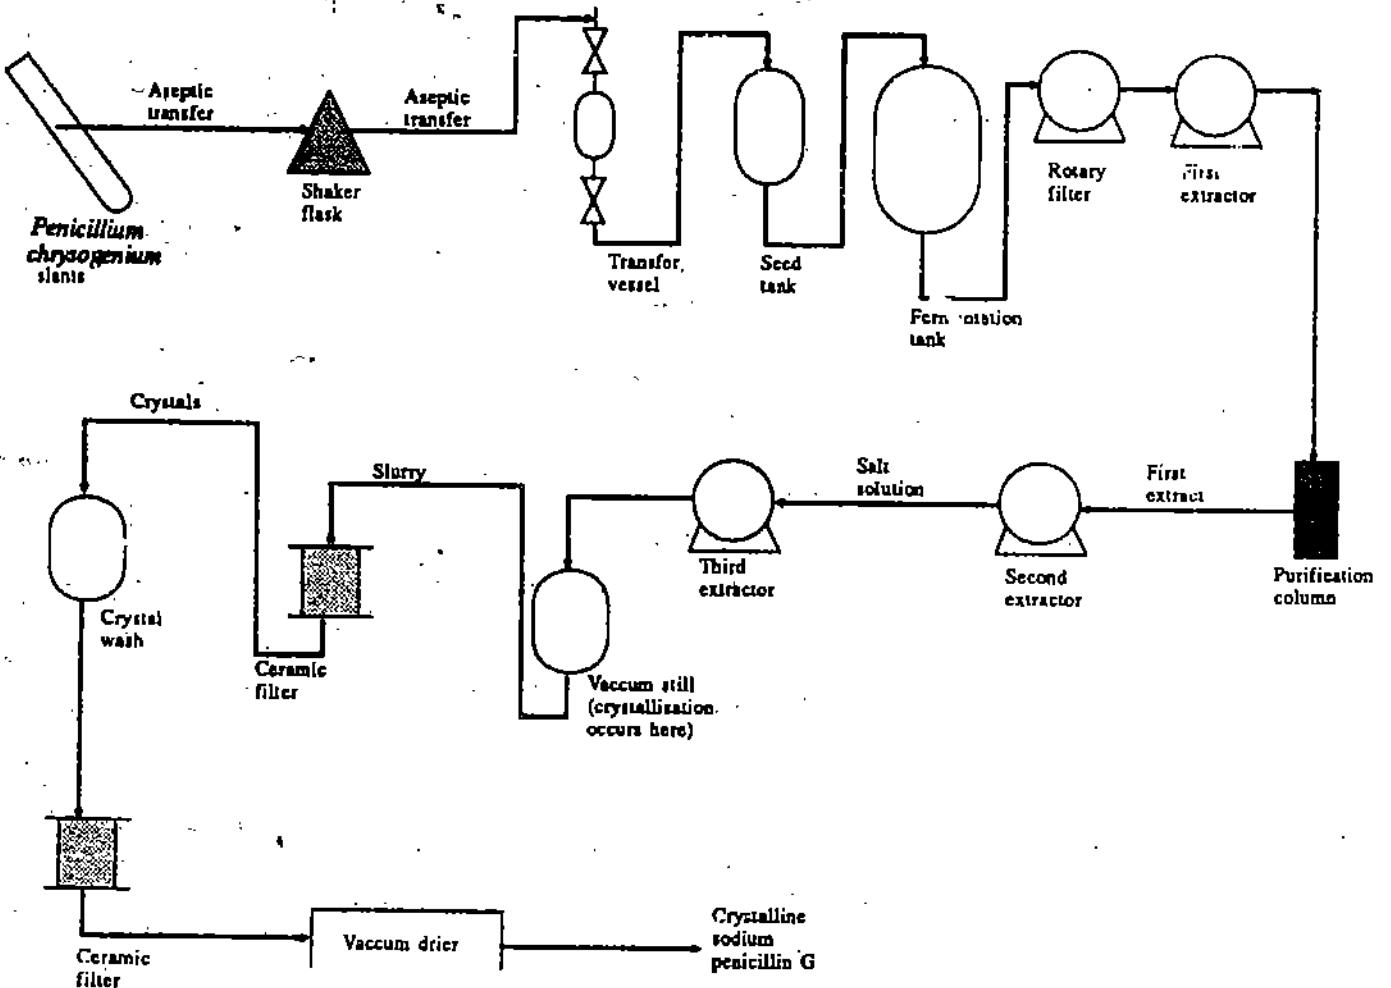 Aseptic
transfer
Aseptic
transfer
Shaker
flask
Penicillium
chrysogenium
slants
Transfor
vessel
Seed
tank
tank
Rotary
filter
First
extractor
Crystals
Slurry
Salt
solution
First
extract
Third
extractor
Second
extractor
Purification
column
Crystal
wash
Ceramic
filter
Vaccum still
(crystallisation
occurs here)
Ceramic
filter
Vaccum drier
Crystalline
sodium
penicillin G